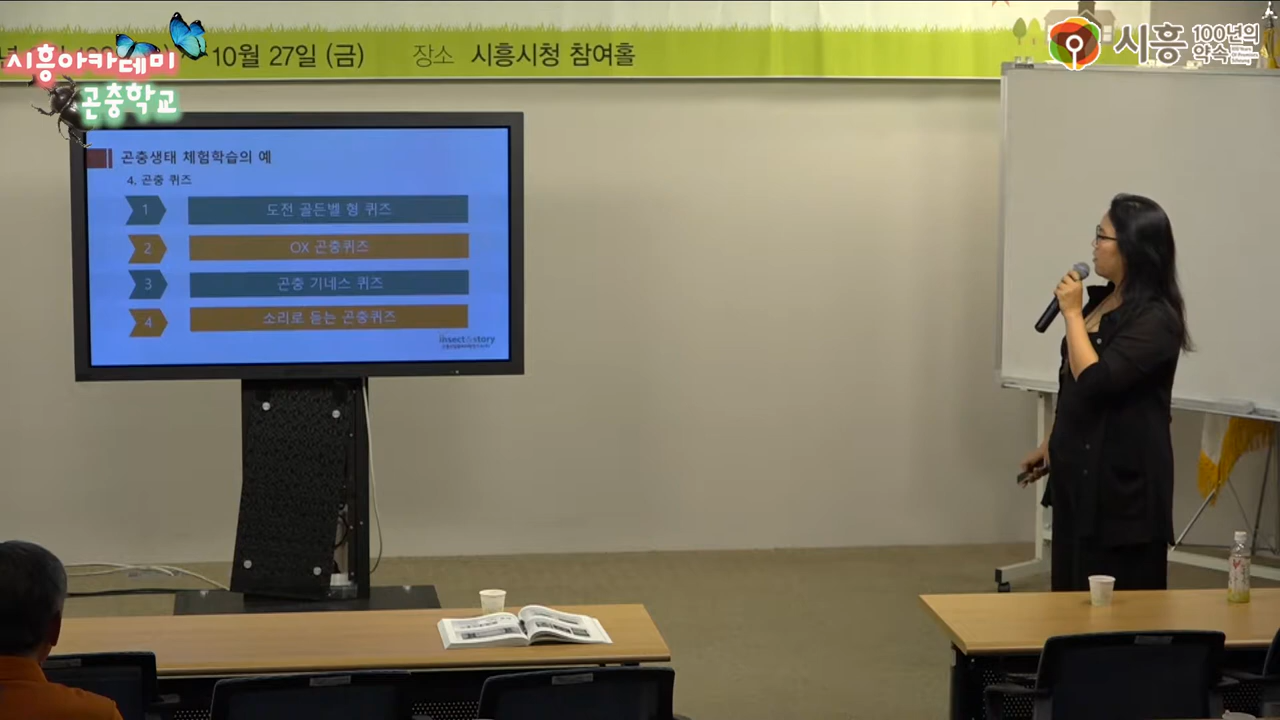 10월 27일 (금) 장소 시흥시청 참여홀
시흥아카데미
곤충학교
시흥 100년의 약속
곤충생태 체험학습의 예
4. 곤충 퀴즈
1 도전 골든벨 형 퀴즈
2 OX 곤충퀴즈
3 곤충 기네스 퀴즈
4 소리로 듣는 곤충퀴즈
insect&story